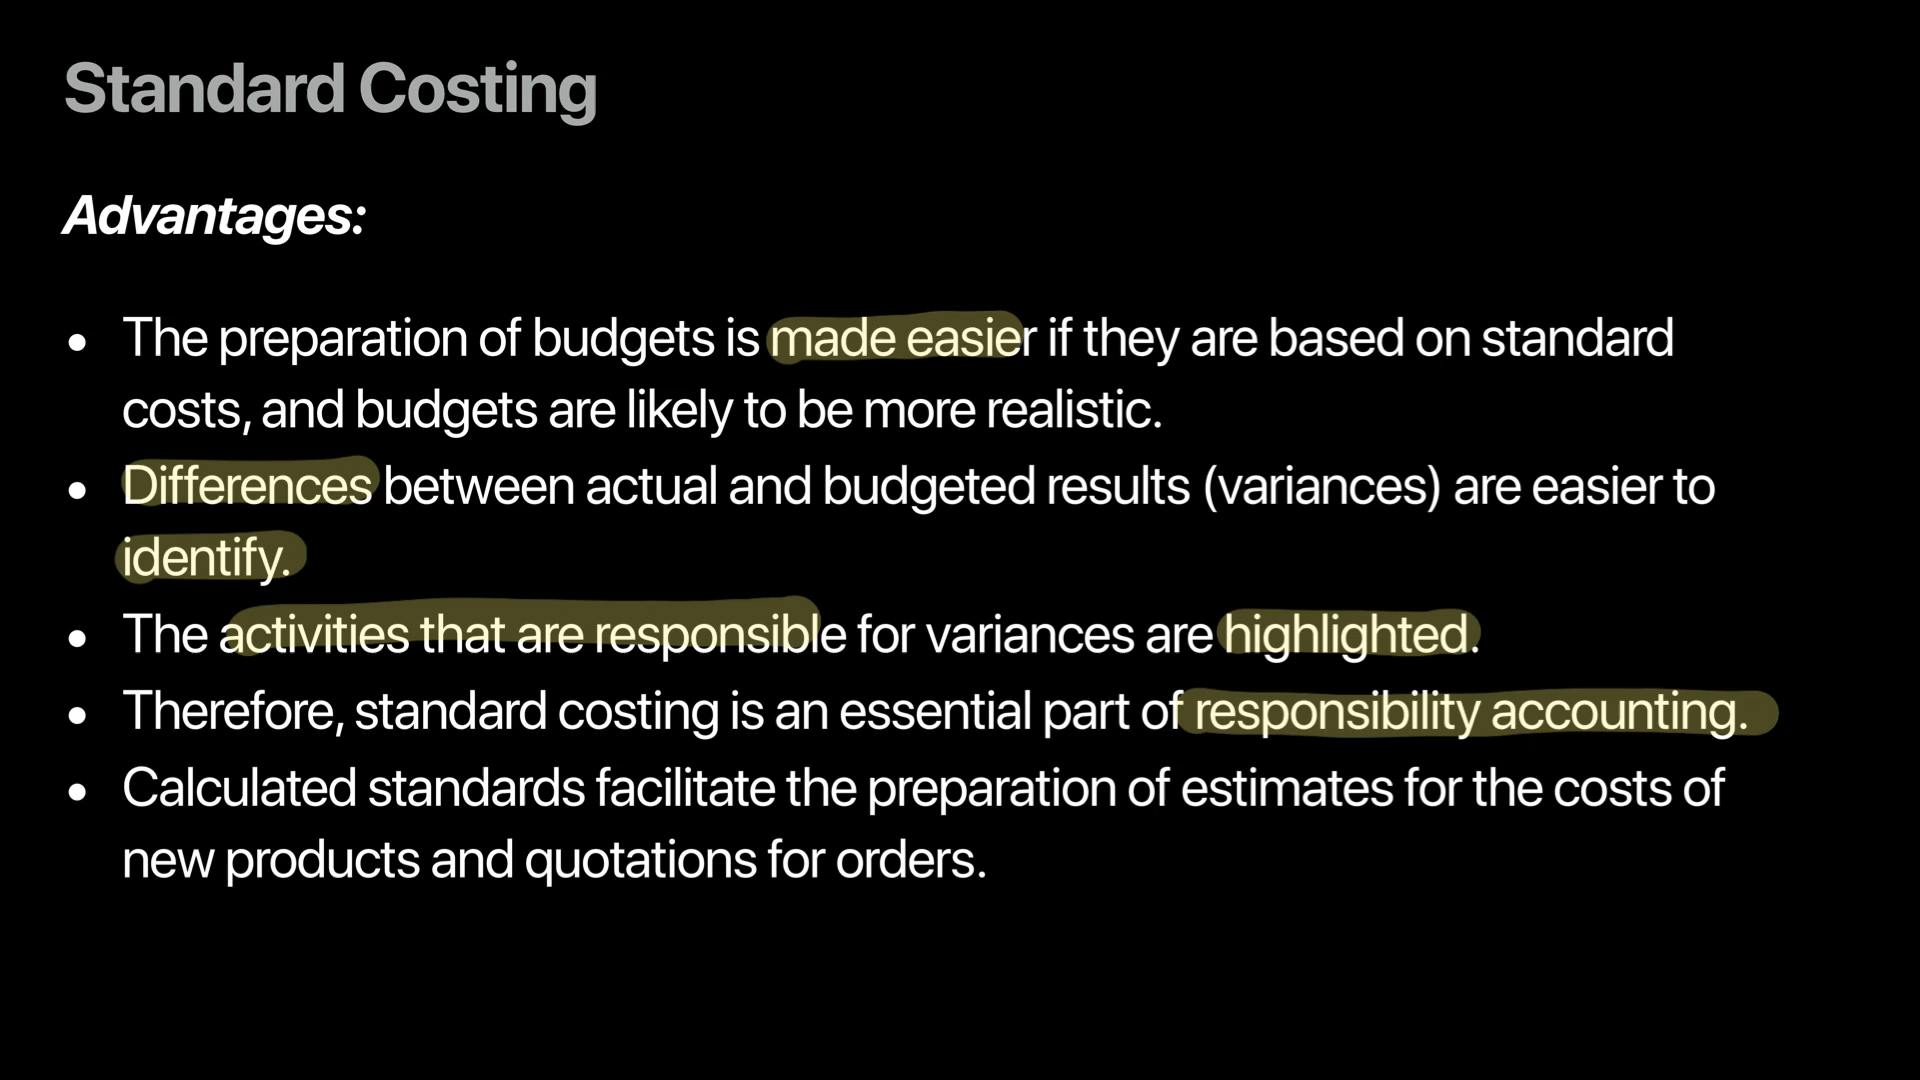 Standard Costing
Advantages:
• The preparation of budgets is made easier if they are based on standard
costs, and budgets are likely to be more realistic.
• Differences between actual and budgeted results (variances) are easier to
identify.
• The activities that are responsible for variances are highlighted.
• Therefore, standard costing is an essential part of responsibility accounting.
• Calculated standards facilitate the preparation of estimates for the costs of
new products and quotations for orders.